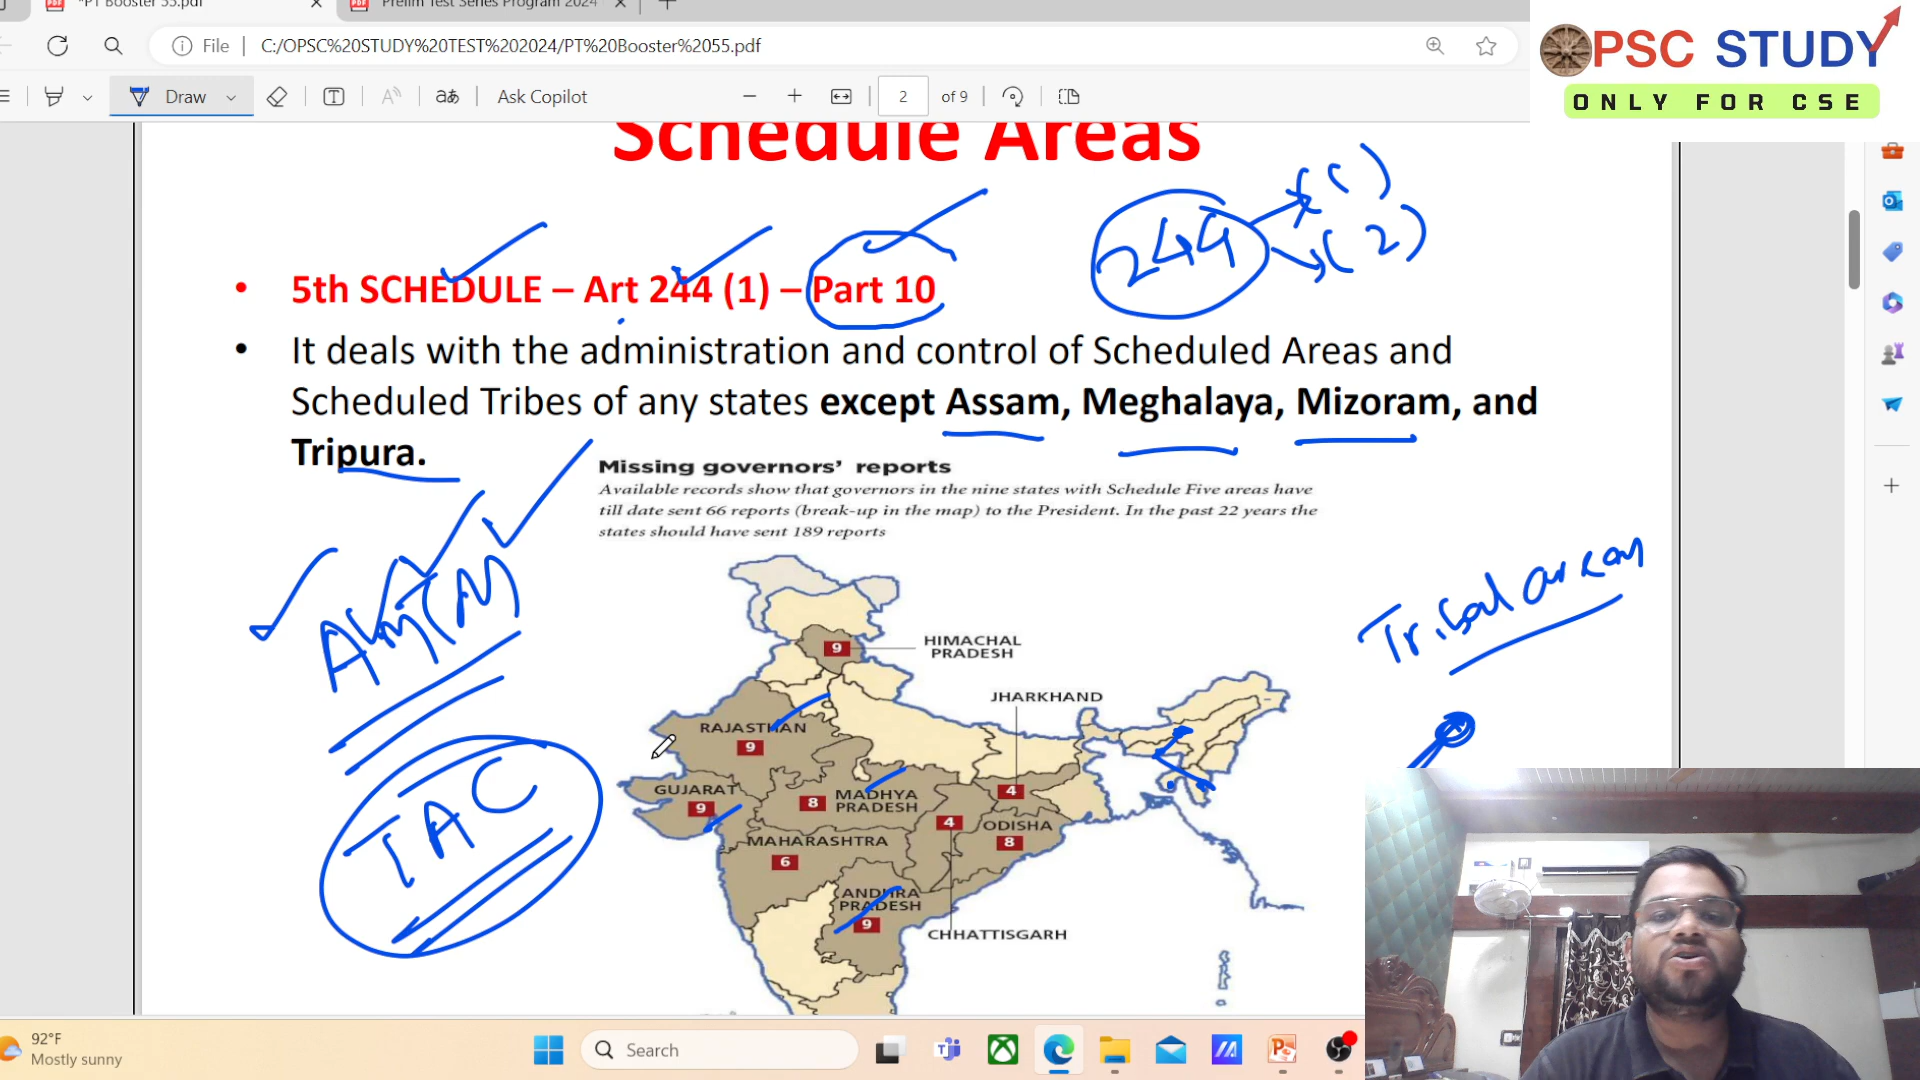 *PT Booster 55.pdf
Prelim Test Series Program 2024
File
C:/OPSC%20STUDY%20TEST%202024/PT%20Booster%2055.pdf
PSC STUDY
ONLY FOR CSE
Draw
Ask Copilot
2 of 9
Schedule Areas
244 (1)
(2)
• 5th SCHEDULE – Art 244 (1) – Part 10
• It deals with the administration and control of Scheduled Areas and
Scheduled Tribes of any states except Assam, Meghalaya, Mizoram, and
Tripura.
Missing governors' reports
Available records show that governors in the nine states with Schedule Five areas have
till date sent 66 reports (break-up in the map) to the President. In the past 22 years the
states should have sent 189 reports
AMTM
Tribal area
TAC
9
HIMACHAL
PRADESH
JHARKHAND
RAJASTHAN
9
GUJARAT
9
8
MADHYA
PRADESH
4
4
ODISHA
8
MAHARASHTRA
6
ANDHRA
PRADESH
9
CHHATTISGARH
92°F
Mostly sunny
Search